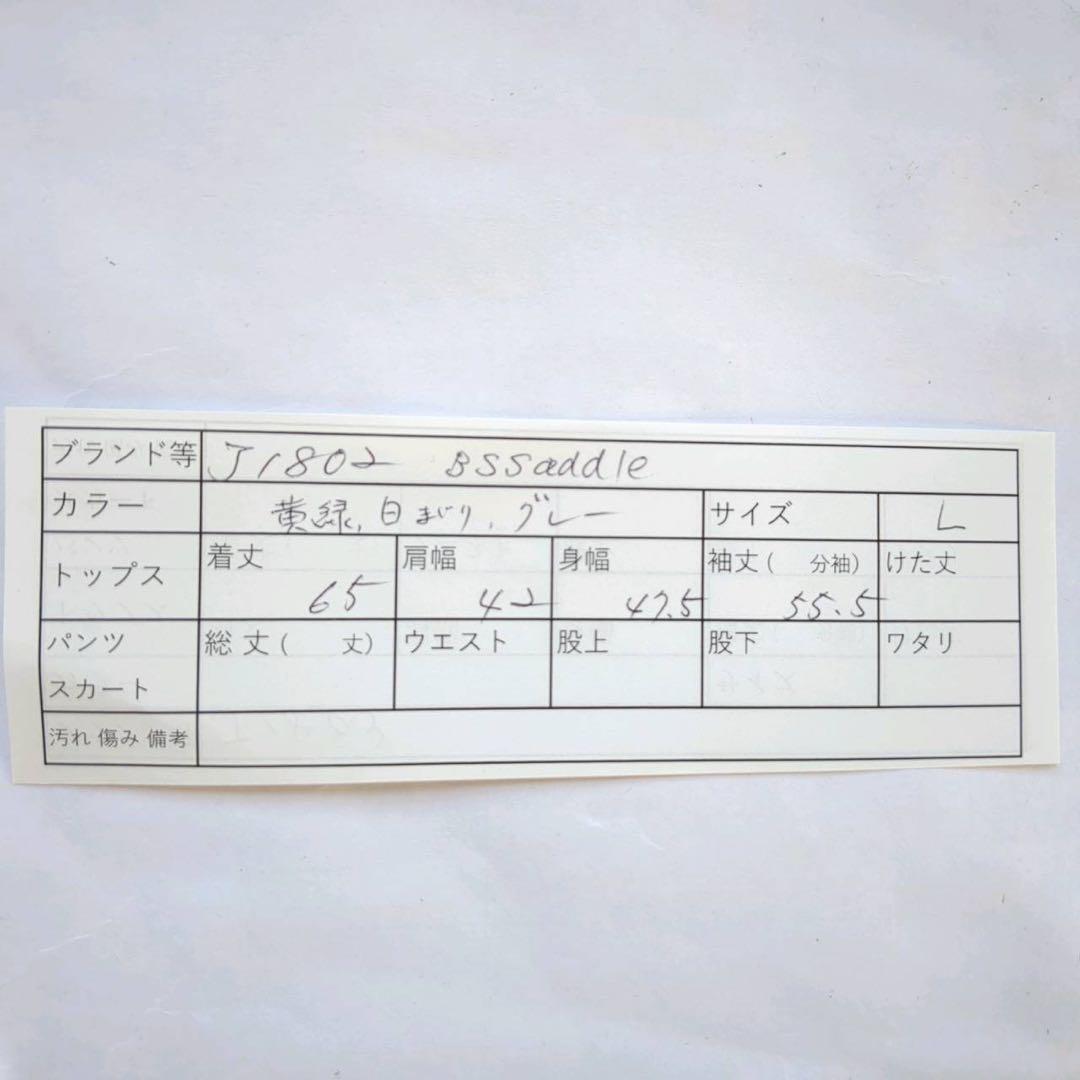 ブランド等 J1802 BSSaddle
カラー 黄緑, 白まじり, グレー サイズ L
トップス 着丈 65 肩幅 42 身幅 47.5 袖丈( 分袖) 55.5 けた丈
パンツ スカート 総丈( 丈) ウエスト 股上 股下 ワタリ
汚れ 傷み 備考